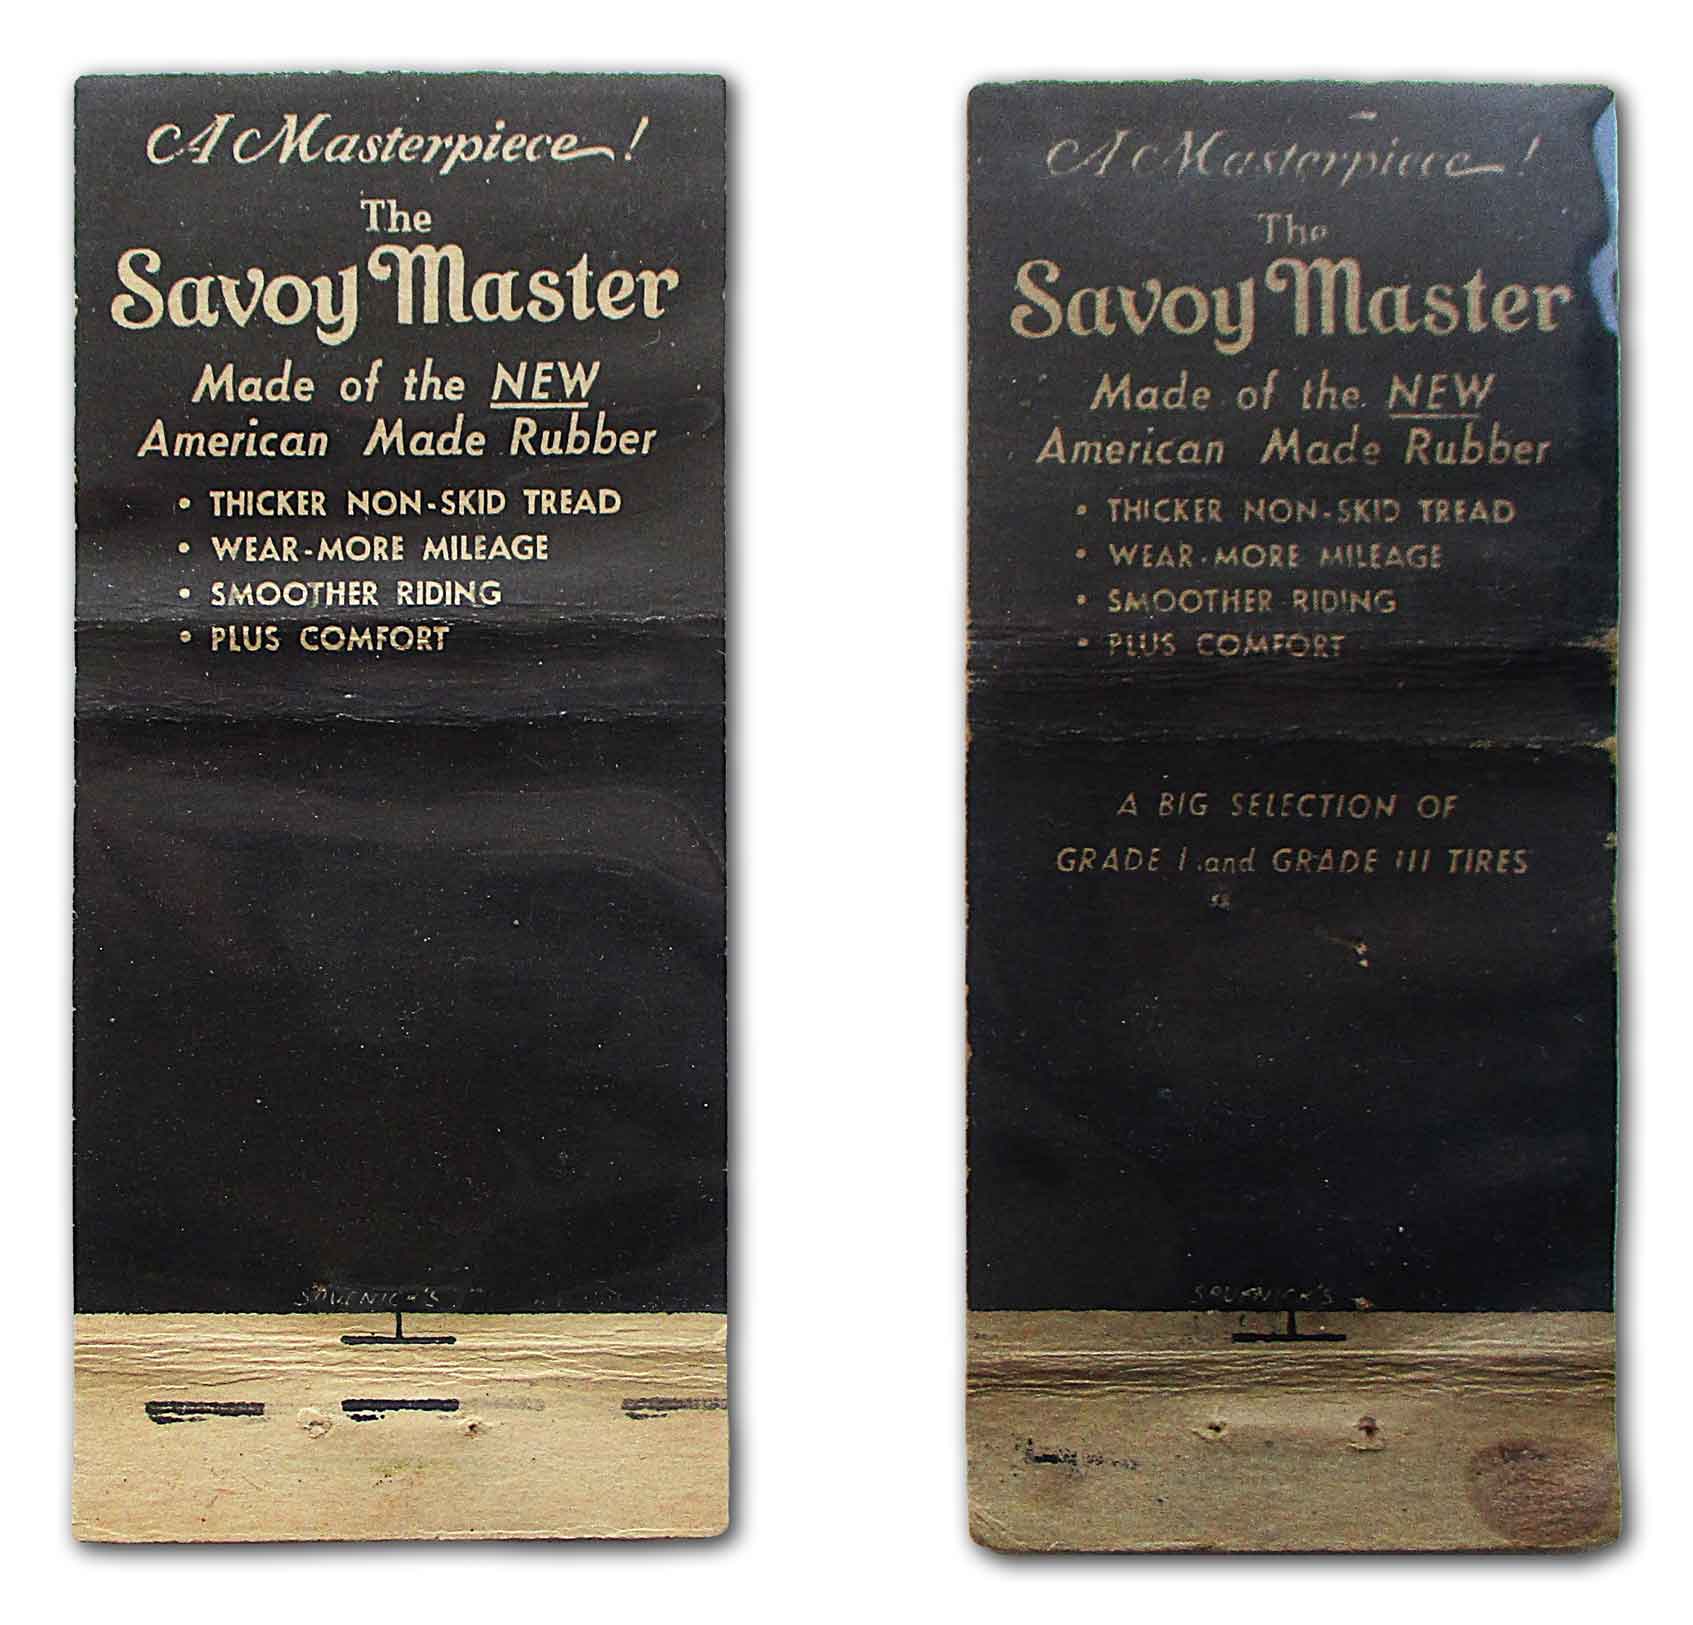 A Masterpiece!
The
Savoy Master
Made of the NEW
American Made Rubber
• THICKER NON-SKID TREAD
• WEAR-MORE MILEAGE
• SMOOTHER RIDING
• PLUS COMFORT
SOVENICK'S
A Masterpiece!
The
Savoy Master
Made of the NEW
American Made Rubber
• THICKER NON-SKID TREAD
• WEAR-MORE MILEAGE
• SMOOTHER RIDING
• PLUS COMFORT
A BIG SELECTION OF
GRADE I and GRADE III TIRES
SOVENICK'S